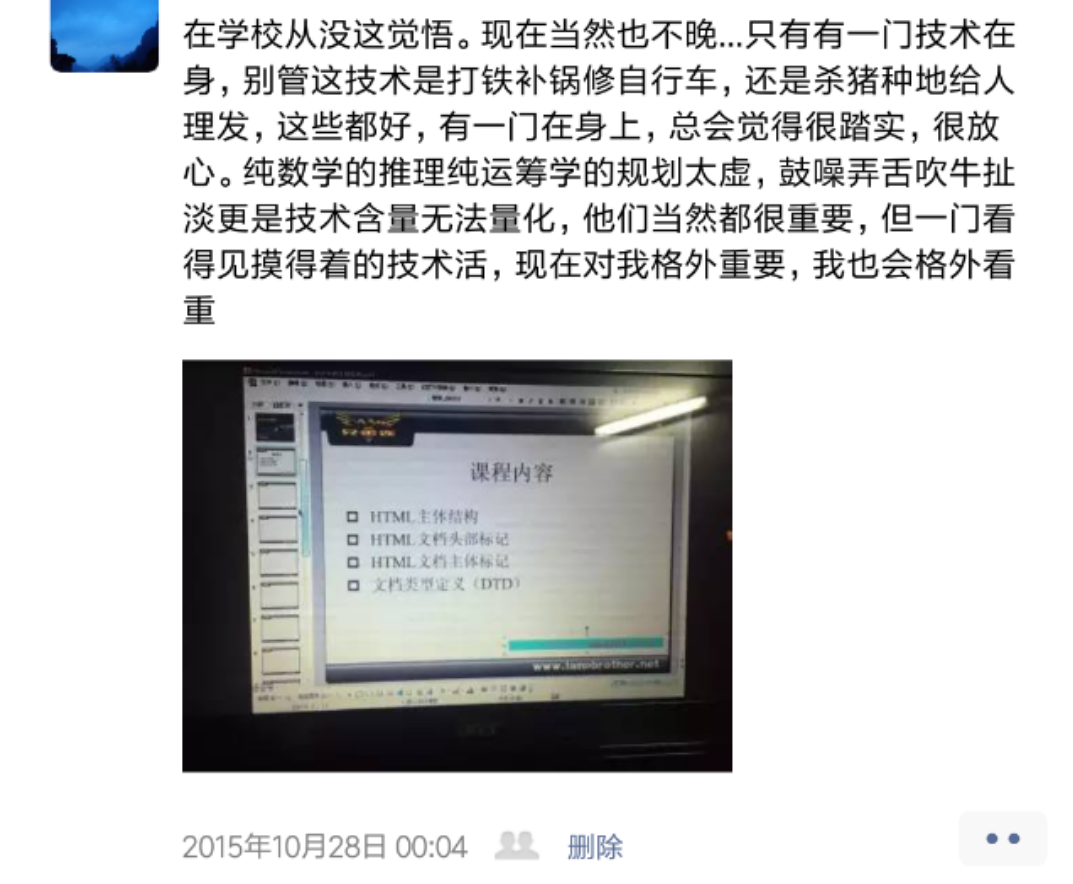 在学校从没这觉悟。现在当然也不晚...只有有一门技术在
身，别管这技术是打铁补锅修自行车，还是杀猪种地给人
理发，这些都好，有一门在身上，总会觉得很踏实，很放
心。纯数学的推理纯运筹学的规划太虚，鼓噪弄舌吹牛扯
淡更是技术含量无法量化，他们当然都很重要，但一门看
得见摸得着的技术活，现在对我格外重要，我也会格外看
重
课程内容
HTML主体结构
HTML文档头部标记
HTML文档主体标记
文档类型定义（DTD）
www.lampbrother.net
2015年10月28日 00:04
删除